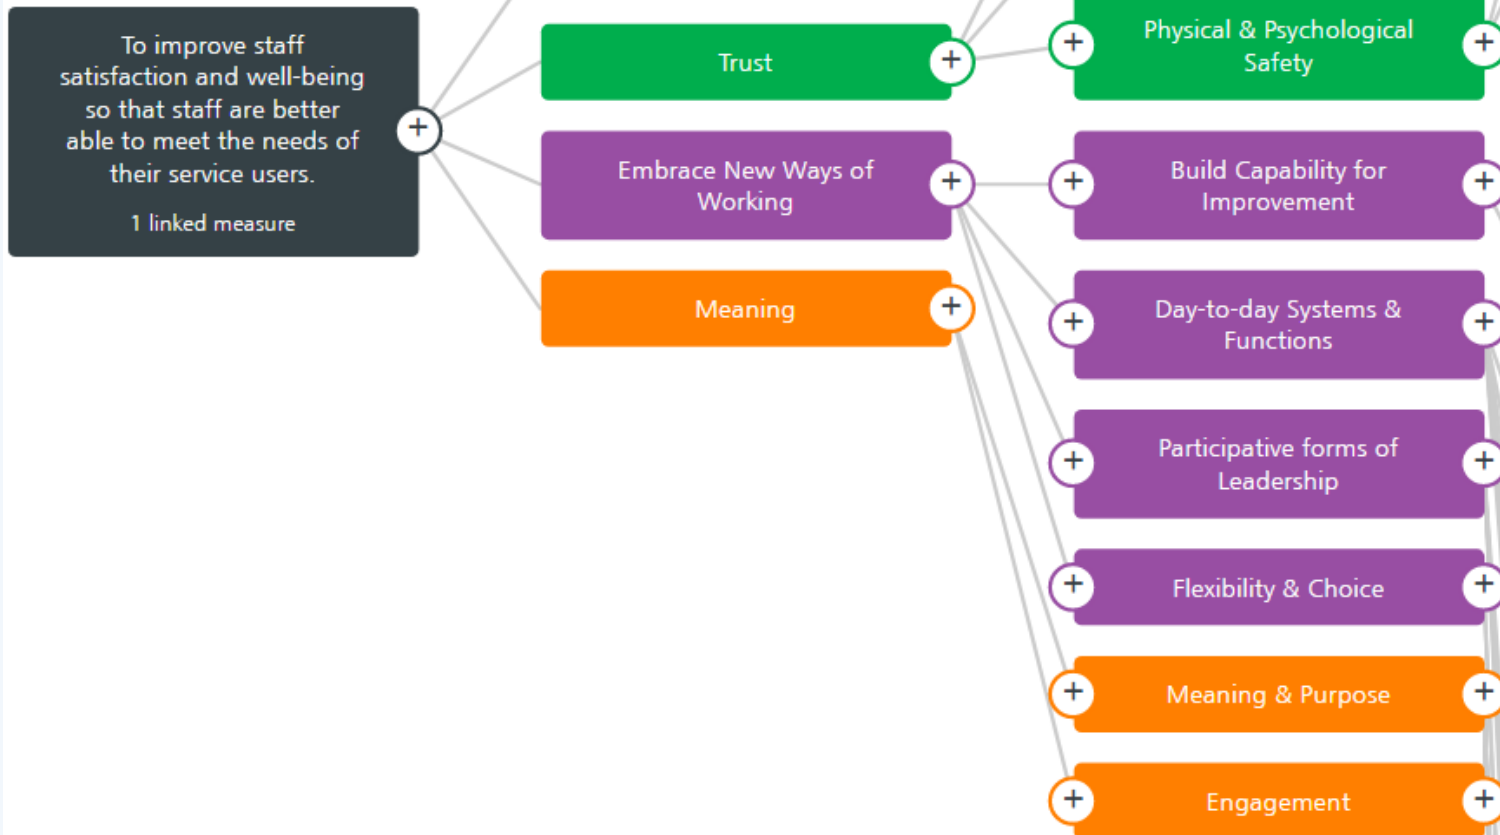 To improve staff
satisfaction and well-being
so that staff are better
able to meet the needs of
their service users.
1 linked measure
Trust
Embrace New Ways of
Working
Meaning
Physical & Psychological
Safety
Build Capability for
Improvement
Day-to-day Systems &
Functions
Participative forms of
Leadership
Flexibility & Choice
Meaning & Purpose
Engagement